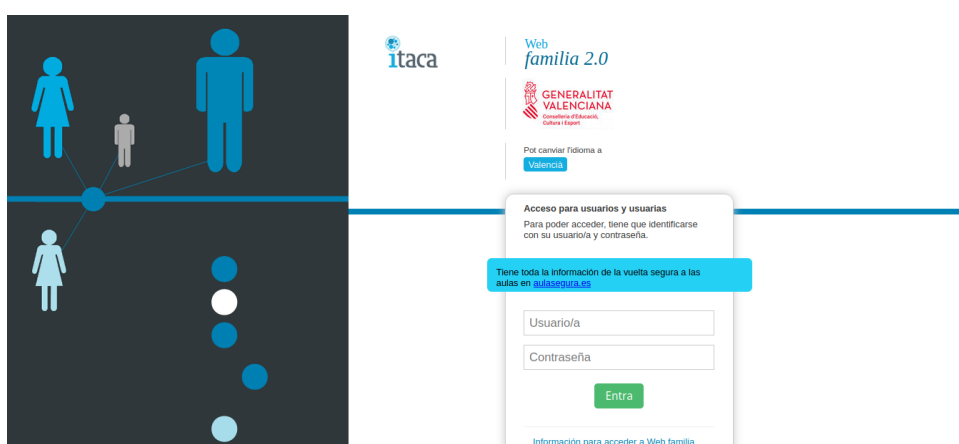 itaca
Web
familia 2.0
GENERALITAT
VALENCIANA
Conselleria d'Educació,
Cultura i Esport
Pot canviar l'idioma a
Valencià
Acceso para usuarios y usuarias
Para poder acceder, tiene que identificarse
con su usuario/a y contraseña.
Tiene toda la información de la vuelta segura a las
aulas en aulasegura.es
Usuario/a
Contraseña
Entra
Información para acceder a Web familia